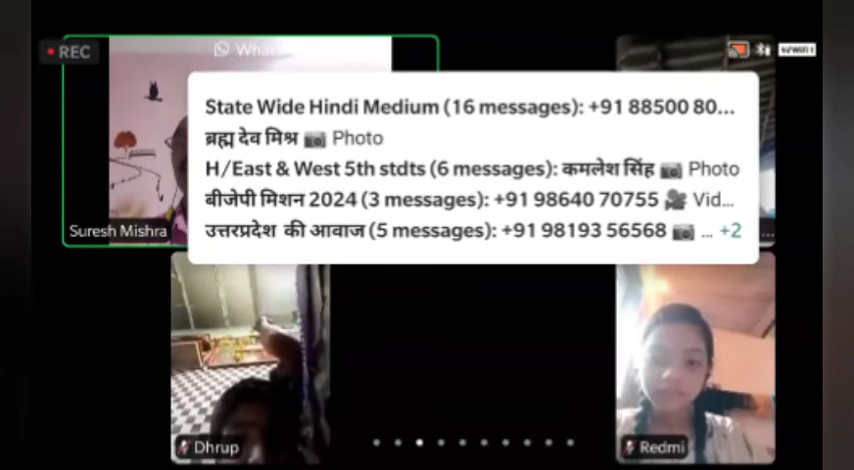 REC
State Wide Hindi Medium (16 messages): +91 88500 80...
ब्रह्म देव मिश्र 📷 Photo
H/East & West 5th stdts (6 messages): कमलेश सिंह 📷 Photo
बीजेपी मिशन 2024 (3 messages): +91 98640 70755 🎥 Vid...
उत्तरप्रदेश की आवाज (5 messages): +91 98193 56568 📷 ... +2
Suresh Mishra
Dhrup
Redmi